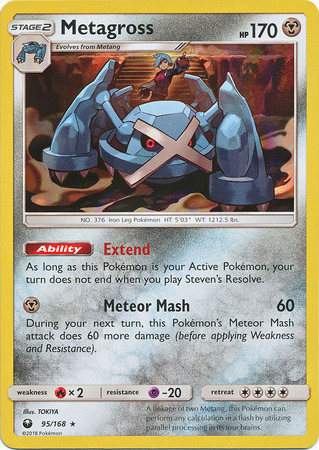 STAGE2 Metagross HP 170
Evolves from Metang
NO. 376 Iron Leg Pokémon HT: 5'03" WT: 1212.5 lbs.
Ability Extend
As long as this Pokémon is your Active Pokémon, your
turn does not end when you play Steven's Resolve.
Meteor Mash 60
During your next turn, this Pokémon's Meteor Mash
attack does 60 more damage (before applying Weakness
and Resistance).
weakness ×2 resistance -20 retreat
Illus. TOKIYA
95/168
©2018 Pokémon
A linkage of two Metang, this Pokémon can
perform any calculation in a flash by utilizing
parallel processing in its four brains.